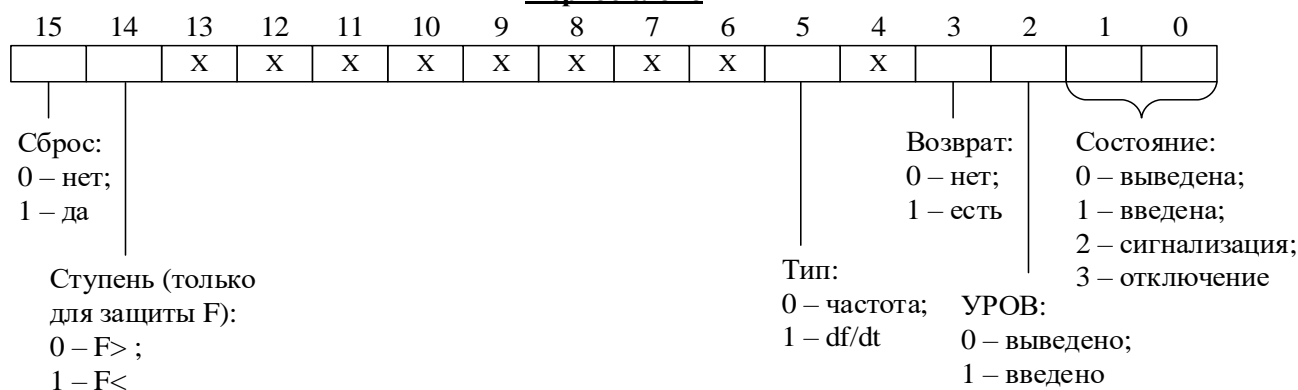 15 14 13 12 11 10 9 8 7 6 5 4 3 2 1 0
X X X X X X X X X
Сброс:
0 – нет;
1 – да
Ступень (только
для защиты F):
0 – F> ;
1 – F<
Тип:
0 – частота;
1 – df/dt
Возврат:
0 – нет;
1 – есть
УРОВ:
0 – выведено;
1 – введено
Состояние:
0 – выведена;
1 – введена;
2 – сигнализация;
3 – отключение